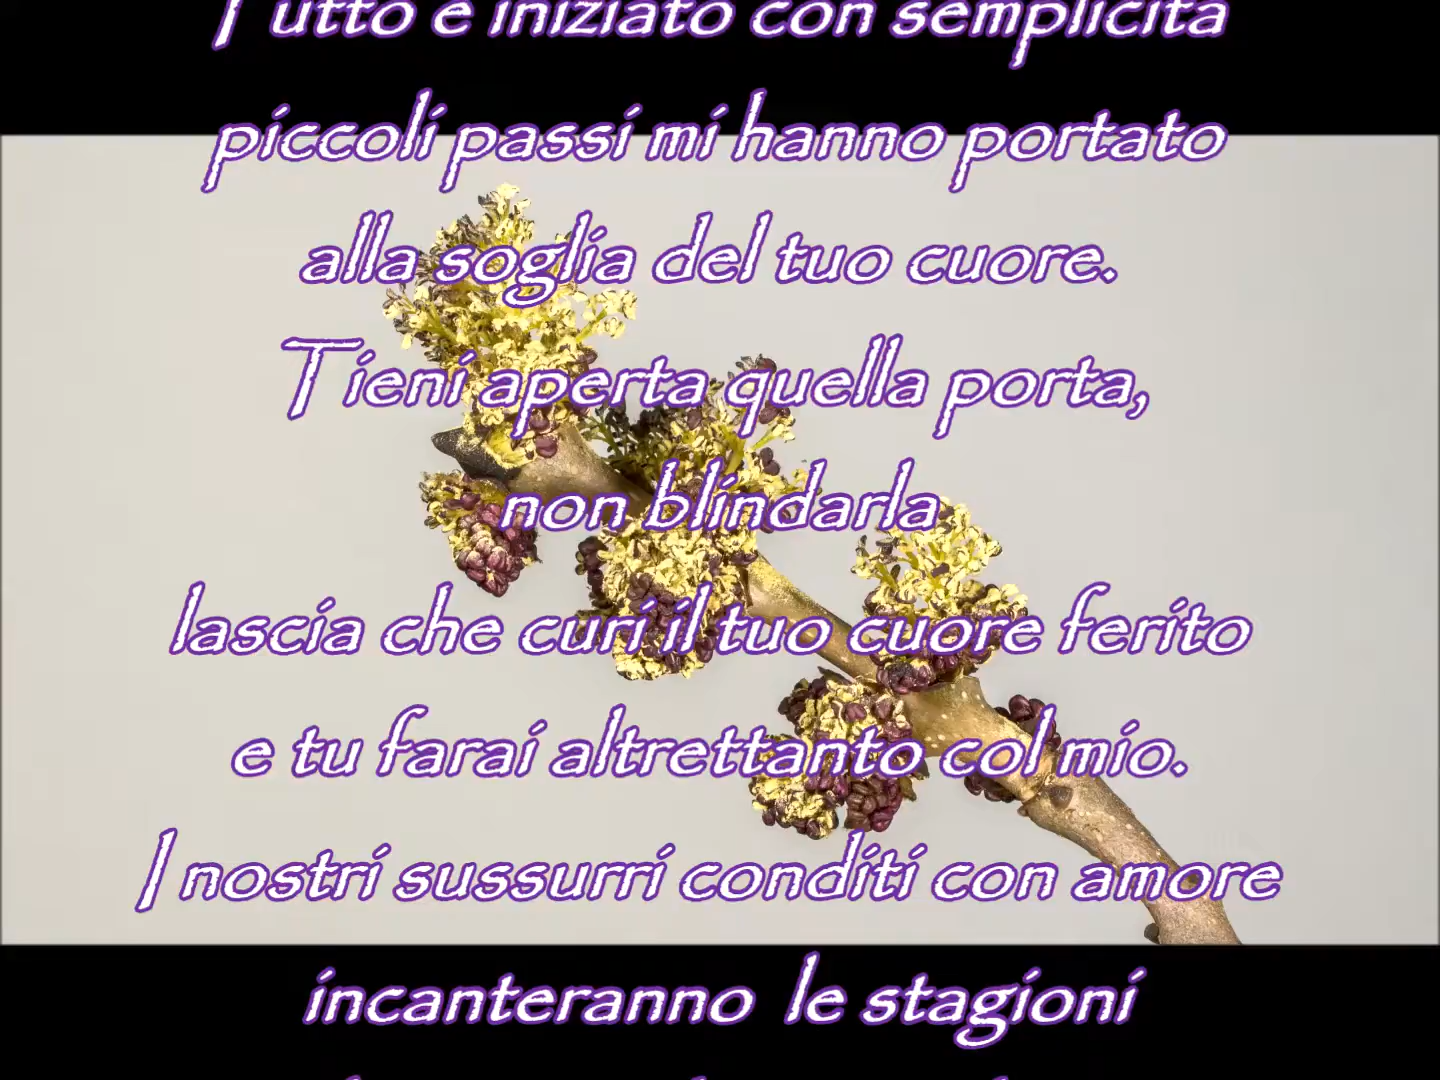 Tutto è iniziato con semplicità
piccoli passi mi hanno portato
alla soglia del tuo cuore.
Tieni aperta quella porta,
non blindarla
lascia che curi il tuo cuore ferito
e tu farai altrettanto col mio.
I nostri sussurri conditi con amore
incanteranno le stagioni